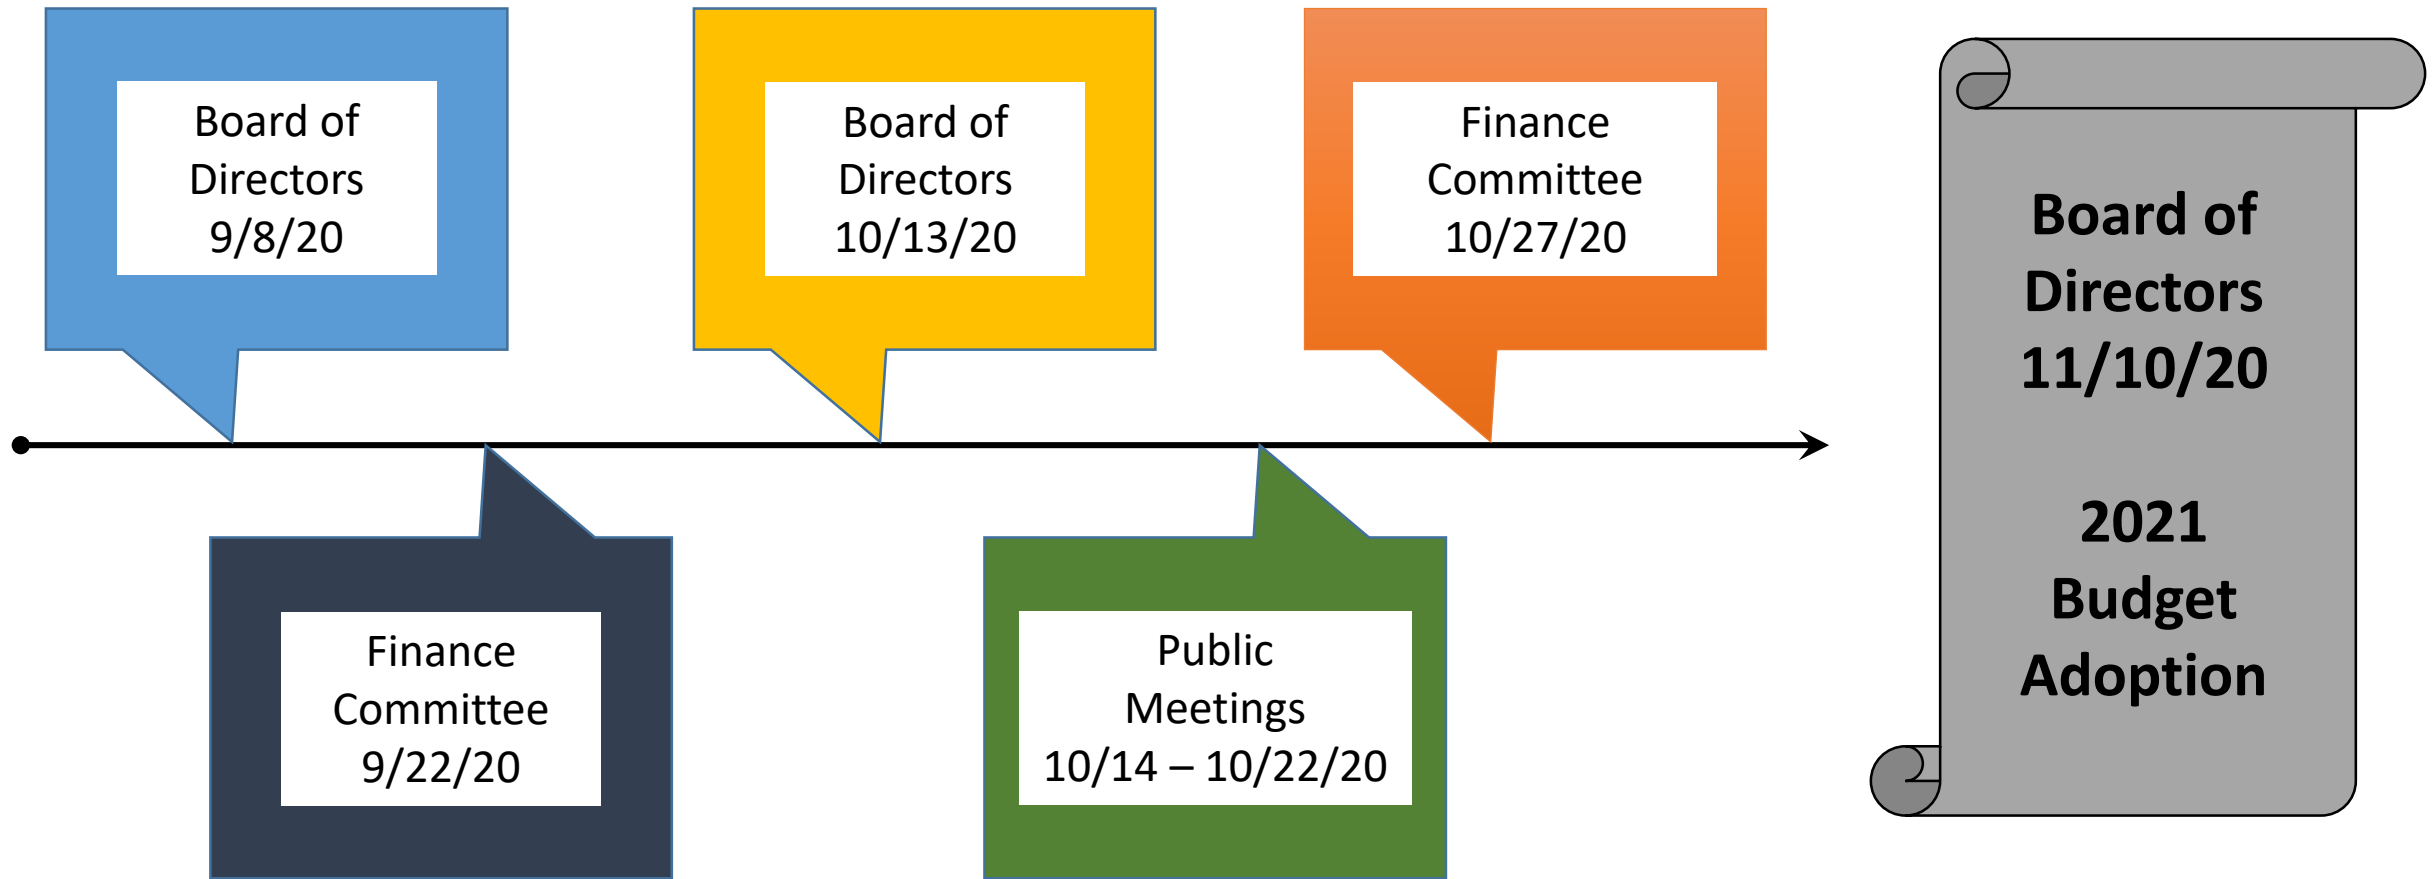 Board of
Directors
9/8/20
Finance
Committee
9/22/20
Board of
Directors
10/13/20
Public
Meetings
10/14 – 10/22/20
Finance
Committee
10/27/20
Board of
Directors
11/10/20
2021
Budget
Adoption